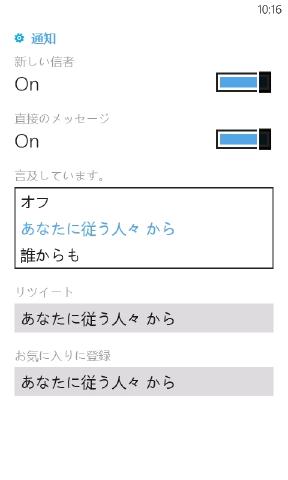 10:16
通知
新しい信者
On
直接のメッセージ
On
言及しています。
オフ
あなたに従う人々 から
誰からも
リツイート
あなたに従う人々 から
お気に入りに登録
あなたに従う人々 から